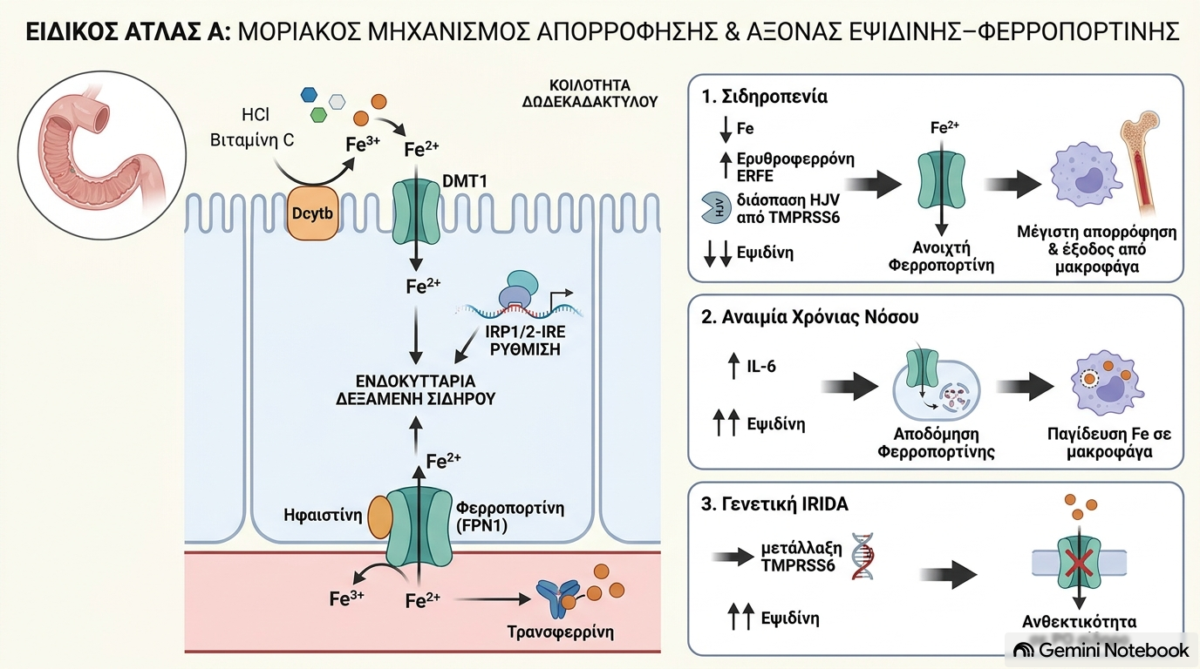 ΕΙΔΙΚΟΣ ΑΤΛΑΣ Α: ΜΟΡΙΑΚΟΣ ΜΗΧΑΝΙΣΜΟΣ ΑΠΟΡΡΟΦΗΣΗΣ & ΑΞΟΝΑΣ ΕΨΙΔΙΝΗΣ–ΦΕΡΡΟΠΟΡΤΙΝΗΣ
ΚΟΙΛΟΤΗΤΑ
ΔΩΔΕΚΑΔΑΚΤΥΛΟΥ
HCl
Βιταμίνη C
Fe³⁺
Fe²⁺
DMT1
Dcytb
Fe²⁺
IRP1/2-IRE
ΡΥΘΜΙΣΗ
ΕΝΔΟΚΥΤΤΑΡΙΑ
ΔΕΞΑΜΕΝΗ ΣΙΔΗΡΟΥ
Fe²⁺
Ηφαιστίνη
Φερροπορτίνη
(FPN1)
Fe³⁺
Fe²⁺
Τρανσφερρίνη
1. Σιδηροπενία
Fe
Ερυθροφερρόνη
ERFE
HJV
διάσπαση HJV
από TMPRSS6
Εψιδίνη
Fe²⁺
Ανοιχτή
Φερροπορτίνη
Μέγιστη απορρόφηση
& έξοδος από
μακροφάγα
2. Αναιμία Χρόνιας Νόσου
IL-6
Εψιδίνη
Αποδόμηση
Φερροπορτίνης
Παγίδευση Fe σε
μακροφάγα
3. Γενετική IRIDA
μετάλλαξη
TMPRSS6
Εψιδίνη
Ανθεκτικότητα
Gemini Notebook